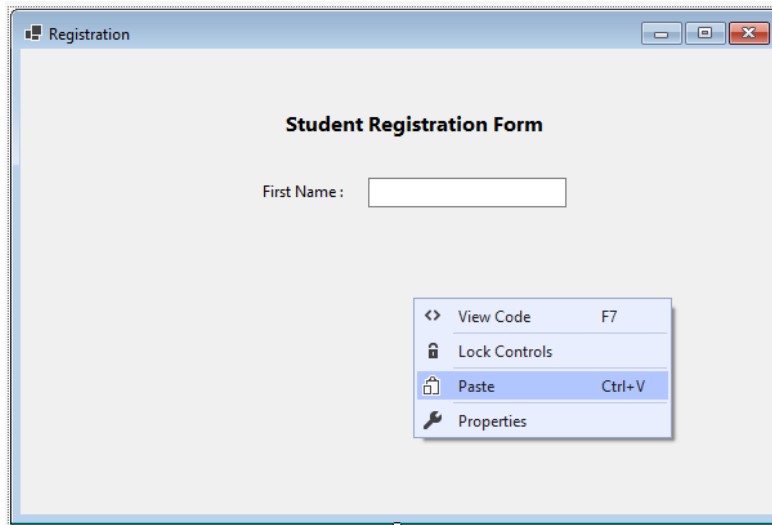 Registration
Student Registration Form
First Name :
View Code F7
Lock Controls
Paste Ctrl+V
Properties